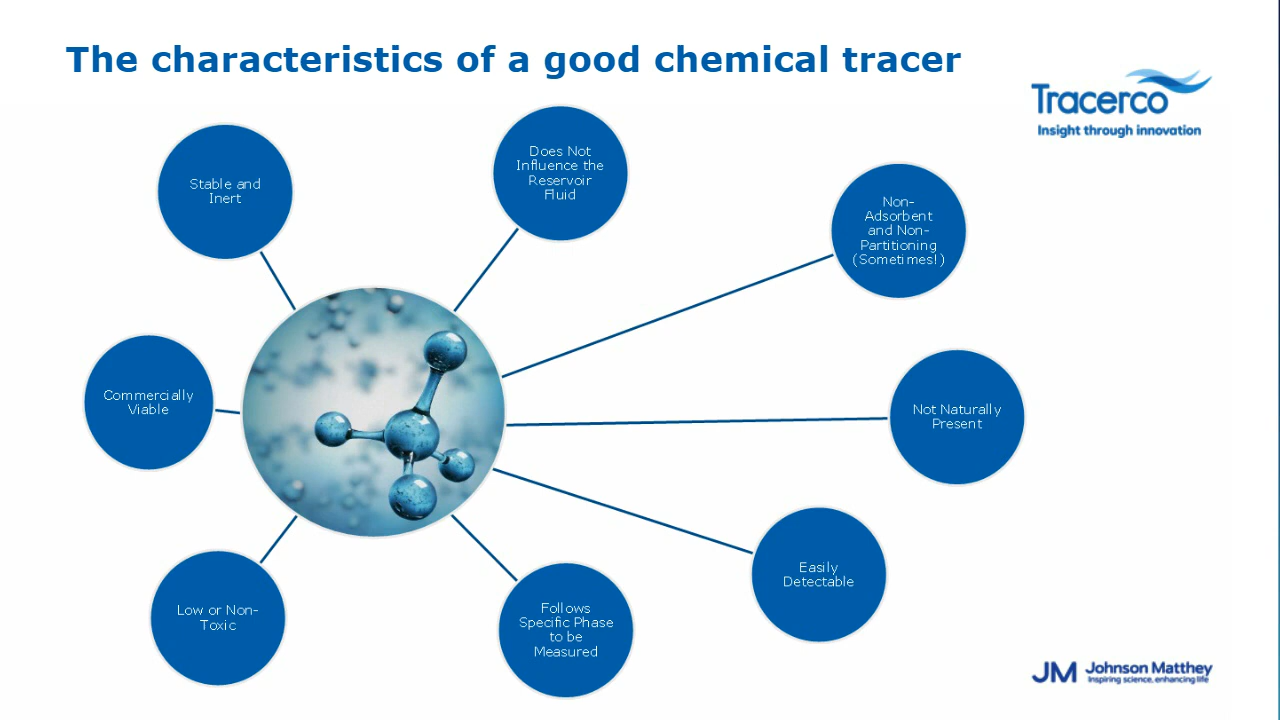 The characteristics of a good chemical tracer
Tracerco
Insight through innovation
Stable and
Inert
Does Not
Influence the
Reservoir
Fluid
Non-
Adsorbent
and Non-
Partitioning
(Sometimes!)
Commercially
Viable
Not Naturally
Present
Easily
Detectable
Low or Non-
Toxic
Follows
Specific Phase
to be
Measured
JM Johnson Matthey
Inspiring science, enhancing life